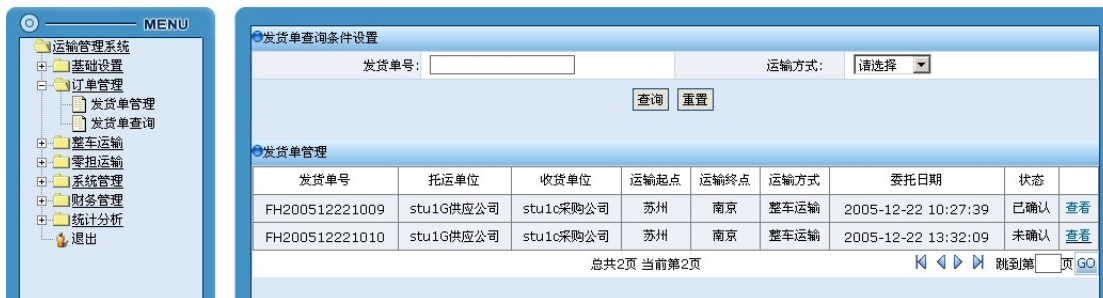 MENU
运输管理系统
基础设置
订单管理
发货单管理
发货单查询
整车运输
零担运输
系统管理
财务管理
统计分析
退出
发货单查询条件设置
发货单号: 运输方式: 请选择
查询 重置
发货单管理
发货单号 托运单位 收货单位 运输起点 运输终点 运输方式 委托日期 状态
FH200512221009 stu1G供应公司 stu1c采购公司 苏州 南京 整车运输 2005-12-22 10:27:39 已确认 查看
FH200512221010 stu1G供应公司 stu1c采购公司 苏州 南京 整车运输 2005-12-22 13:32:09 未确认 查看
总共2页 当前第2页 跳到第 页 GO